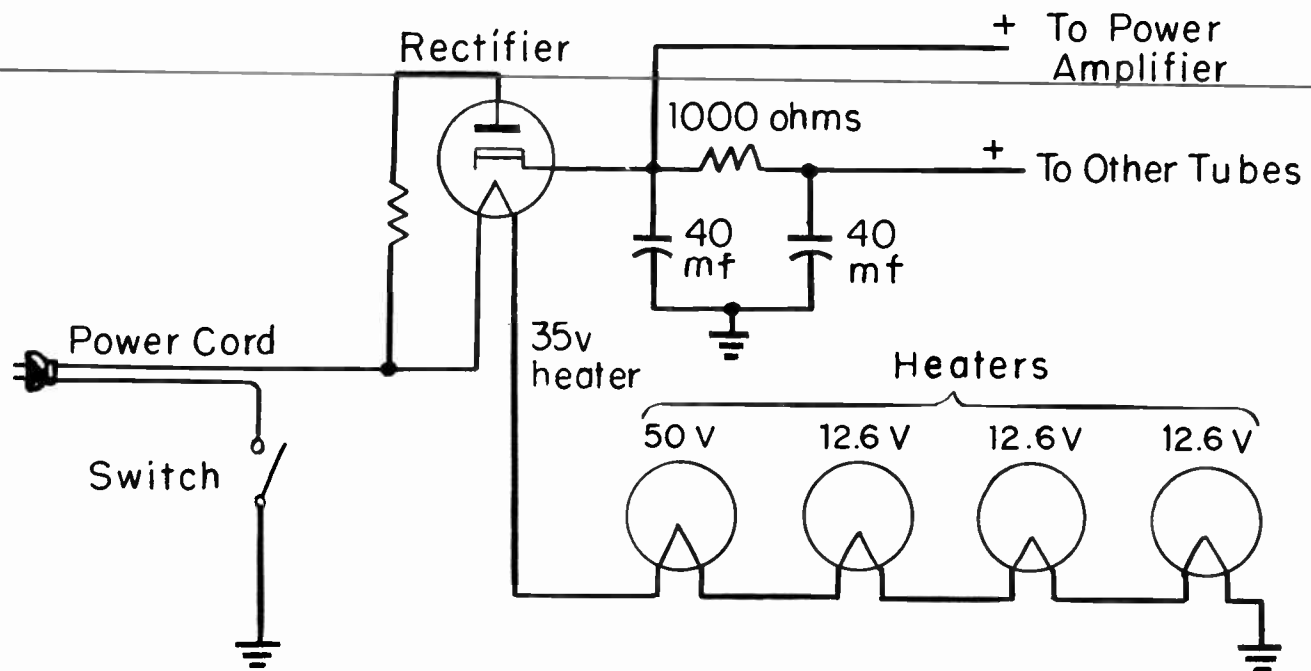 Rectifier
+ To Power
Amplifier
1000 ohms
+ To Other Tubes
40
mf
40
mf
Power Cord
35v
heater
Heaters
50 V 12.6 V 12.6 V 12.6 V
Switch